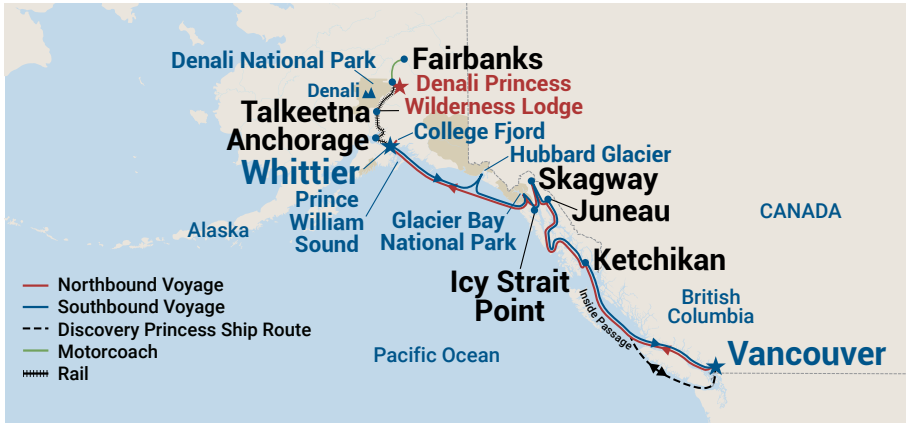 Fairbanks
Denali National Park
Denali
Denali Princess
Wilderness Lodge
Talkeetna
Anchorage
College Fjord
Whittier
Hubbard Glacier
Skagway
Prince
William
Sound
Juneau
Glacier Bay
National Park
CANADA
Alaska
Ketchikan
Icy Strait
Point
Northbound Voyage
Southbound Voyage
Discovery Princess Ship Route
Motorcoach
Rail
Inside Passage
British
Columbia
Pacific Ocean
Vancouver